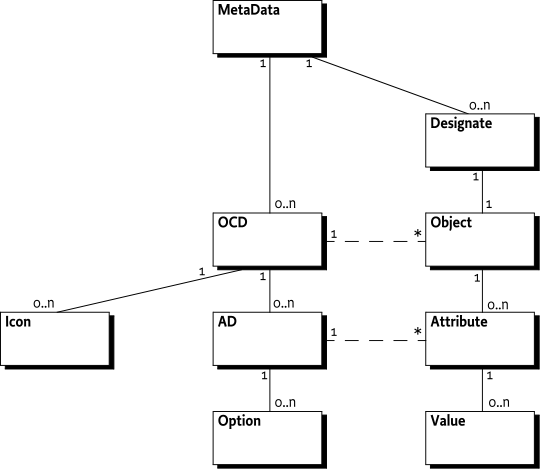 MetaData
1 1
0..n
Designate
1
0..n 1
OCD Object
1 *
1 1 1
0..n 0..n 0..n
Icon AD Attribute
1 *
1 1
0..n 0..n
Option Value